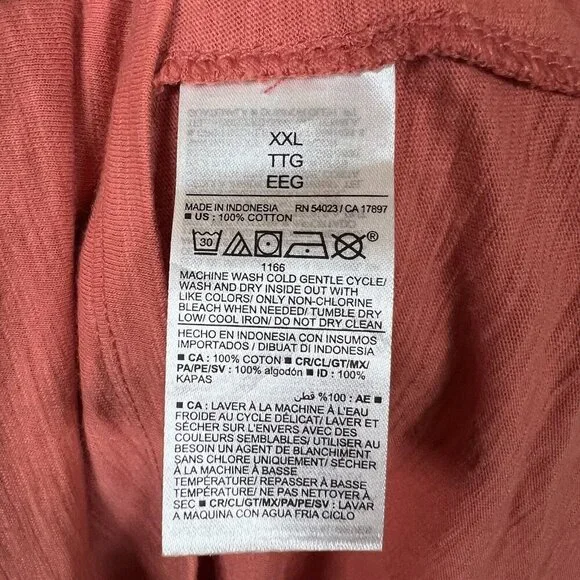 XXL
TTG
EEG
MADE IN INDONESIA RN 54023 / CA 17897
■ US : 100% COTTON
30 ®
1166
MACHINE WASH COLD GENTLE CYCLE/
WASH AND DRY INSIDE OUT WITH
LIKE COLORS/ ONLY NON-CHLORINE
BLEACH WHEN NEEDED/ TUMBLE DRY
LOW/ COOL IRON/ DO NOT DRY CLEAN
HECHO EN INDONESIA CON INSUMOS
IMPORTADOS / DIBUAT DI INDONESIA
■ CA : 100% COTON ■ CR/CL/GT/MX/
PA/PE/SV : 100% algodón ■ ID : 100%
KAPAS
■ AE : 100% قطن
■ CA : LAVER À LA MACHINE À L'EAU
FROIDE AU CYCLE DÉLICAT/ LAVER ET
SÉCHER SUR L'ENVERS AVEC DES
COULEURS SEMBLABLES/ UTILISER AU
BESOIN UN AGENT DE BLANCHIMENT
SANS CHLORE UNIQUEMENT/ SÉCHER
À LA MACHINE À BASSE
TEMPÉRATURE/ REPASSER À BASSE
TEMPÉRATURE/ NE PAS NETTOYER À
SEC ■ CR/CL/GT/MX/PA/PE/SV : LAVAR
A MAQUINA CON AGUA FRIA CICLO